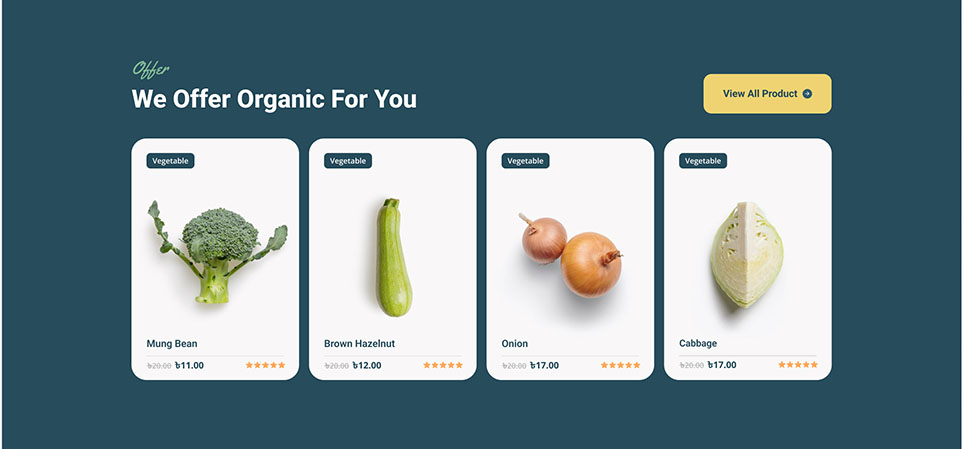 Offer
We Offer Organic For You
View All Product
Vegetable
Vegetable
Vegetable
Vegetable
Mung Bean
Brown Hazelnut
Onion
Cabbage
৳20.00 ৳11.00
৳20.00 ৳12.00
৳20.00 ৳17.00
৳20.00 ৳17.00